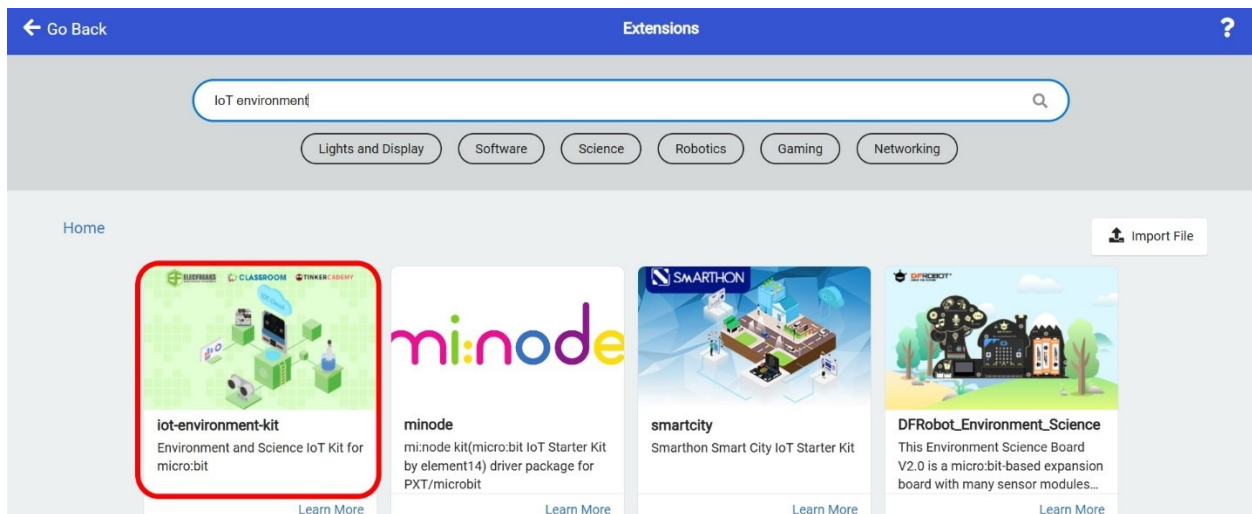 Go Back
Extensions
?
IoT environment
Lights and Display
Software
Science
Robotics
Gaming
Networking
Home
Import File
ELECFREAKS
CLASSROOM
TINKERCADEMY
IOT Cloud
iot-environment-kit
Environment and Science IoT Kit for
micro:bit
Learn More
mi:node
minode
mi:node kit(micro:bit IoT Starter Kit
by element14) driver package for
PXT/microbit
Learn More
SMARTHON
smartcity
Smarthon Smart City IoT Starter Kit
Learn More
DFROBOT
DFRobot_Environment_Science
This Environment Science Board
V2.0 is a micro:bit-based expansion
board with many sensor modules...
Learn More